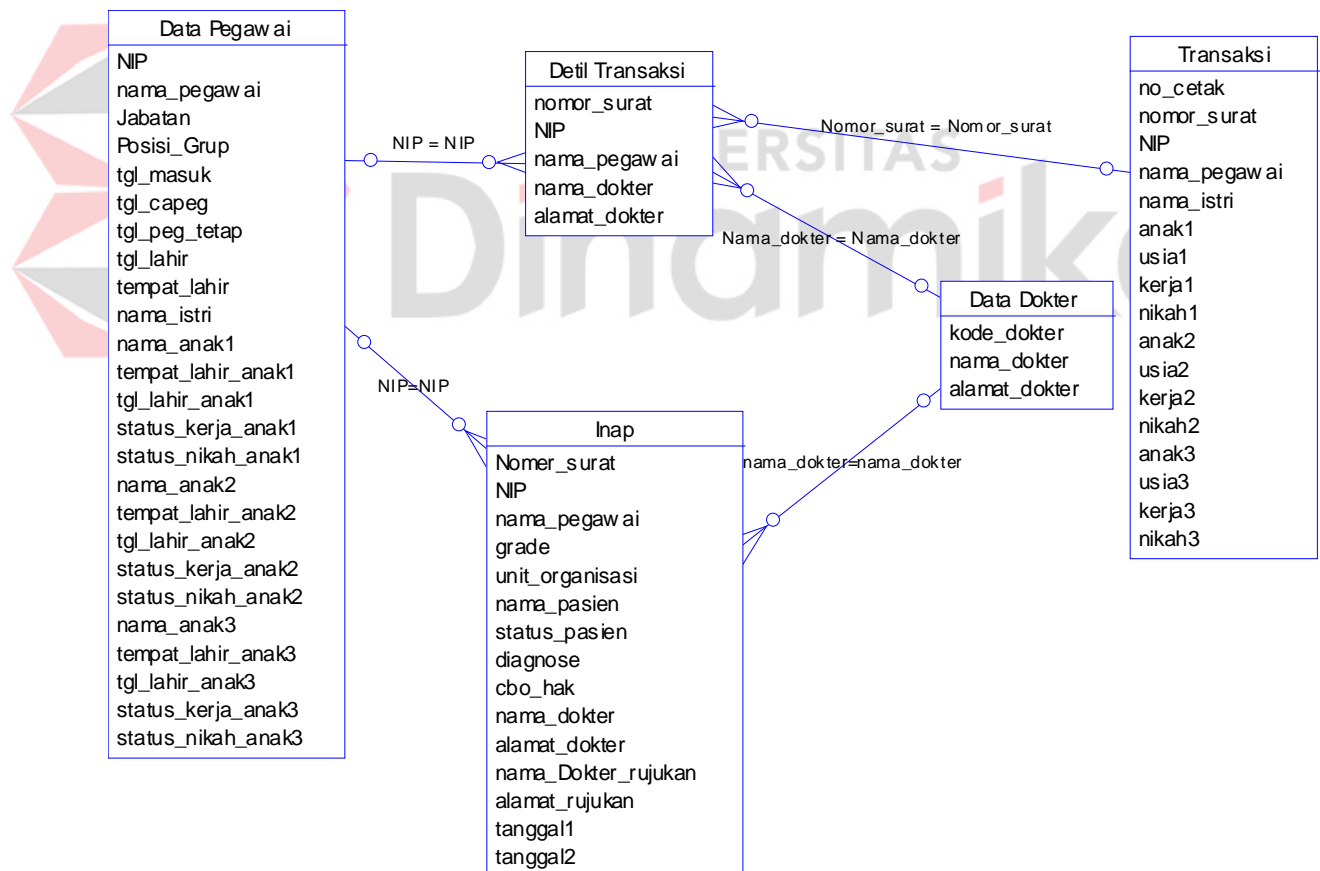 Data Pegawai
NIP
nama_pegawai
Jabatan
Posisi_Grup
tgl_masuk
tgl_capeg
tgl_peg_tetap
tgl_lahir
tempat_lahir
nama_istri
nama_anak1
tempat_lahir_anak1
tgl_lahir_anak1
status_kerja_anak1
status_nikah_anak1
nama_anak2
tempat_lahir_anak2
tgl_lahir_anak2
status_kerja_anak2
status_nikah_anak2
nama_anak3
tempat_lahir_anak3
tgl_lahir_anak3
status_kerja_anak3
status_nikah_anak3
NIP = NIP
NIP=NIP
Detil Transaksi
nomor_surat
NIP
nama_pegawai
nama_dokter
alamat_dokter
Nomor_surat = Nomor_surat
Nama_dokter = Nama_dokter
ERSITAS
Dinamik
Inap
Nomer_surat
NIP
nama_pegawai
grade
unit_organisasi
nama_pasien
status_pasien
diagnose
cbo_hak
nama_dokter
alamat_dokter
nama_Dokter_rujukan
alamat_rujukan
tanggal1
tanggal2
nama_dokter=nama_dokter
Data Dokter
kode_dokter
nama_dokter
alamat_dokter
Transaksi
no_cetak
nomor_surat
NIP
nama_pegawai
nama_istri
anak1
usia1
kerja1
nikah1
anak2
usia2
kerja2
nikah2
anak3
usia3
kerja3
nikah3